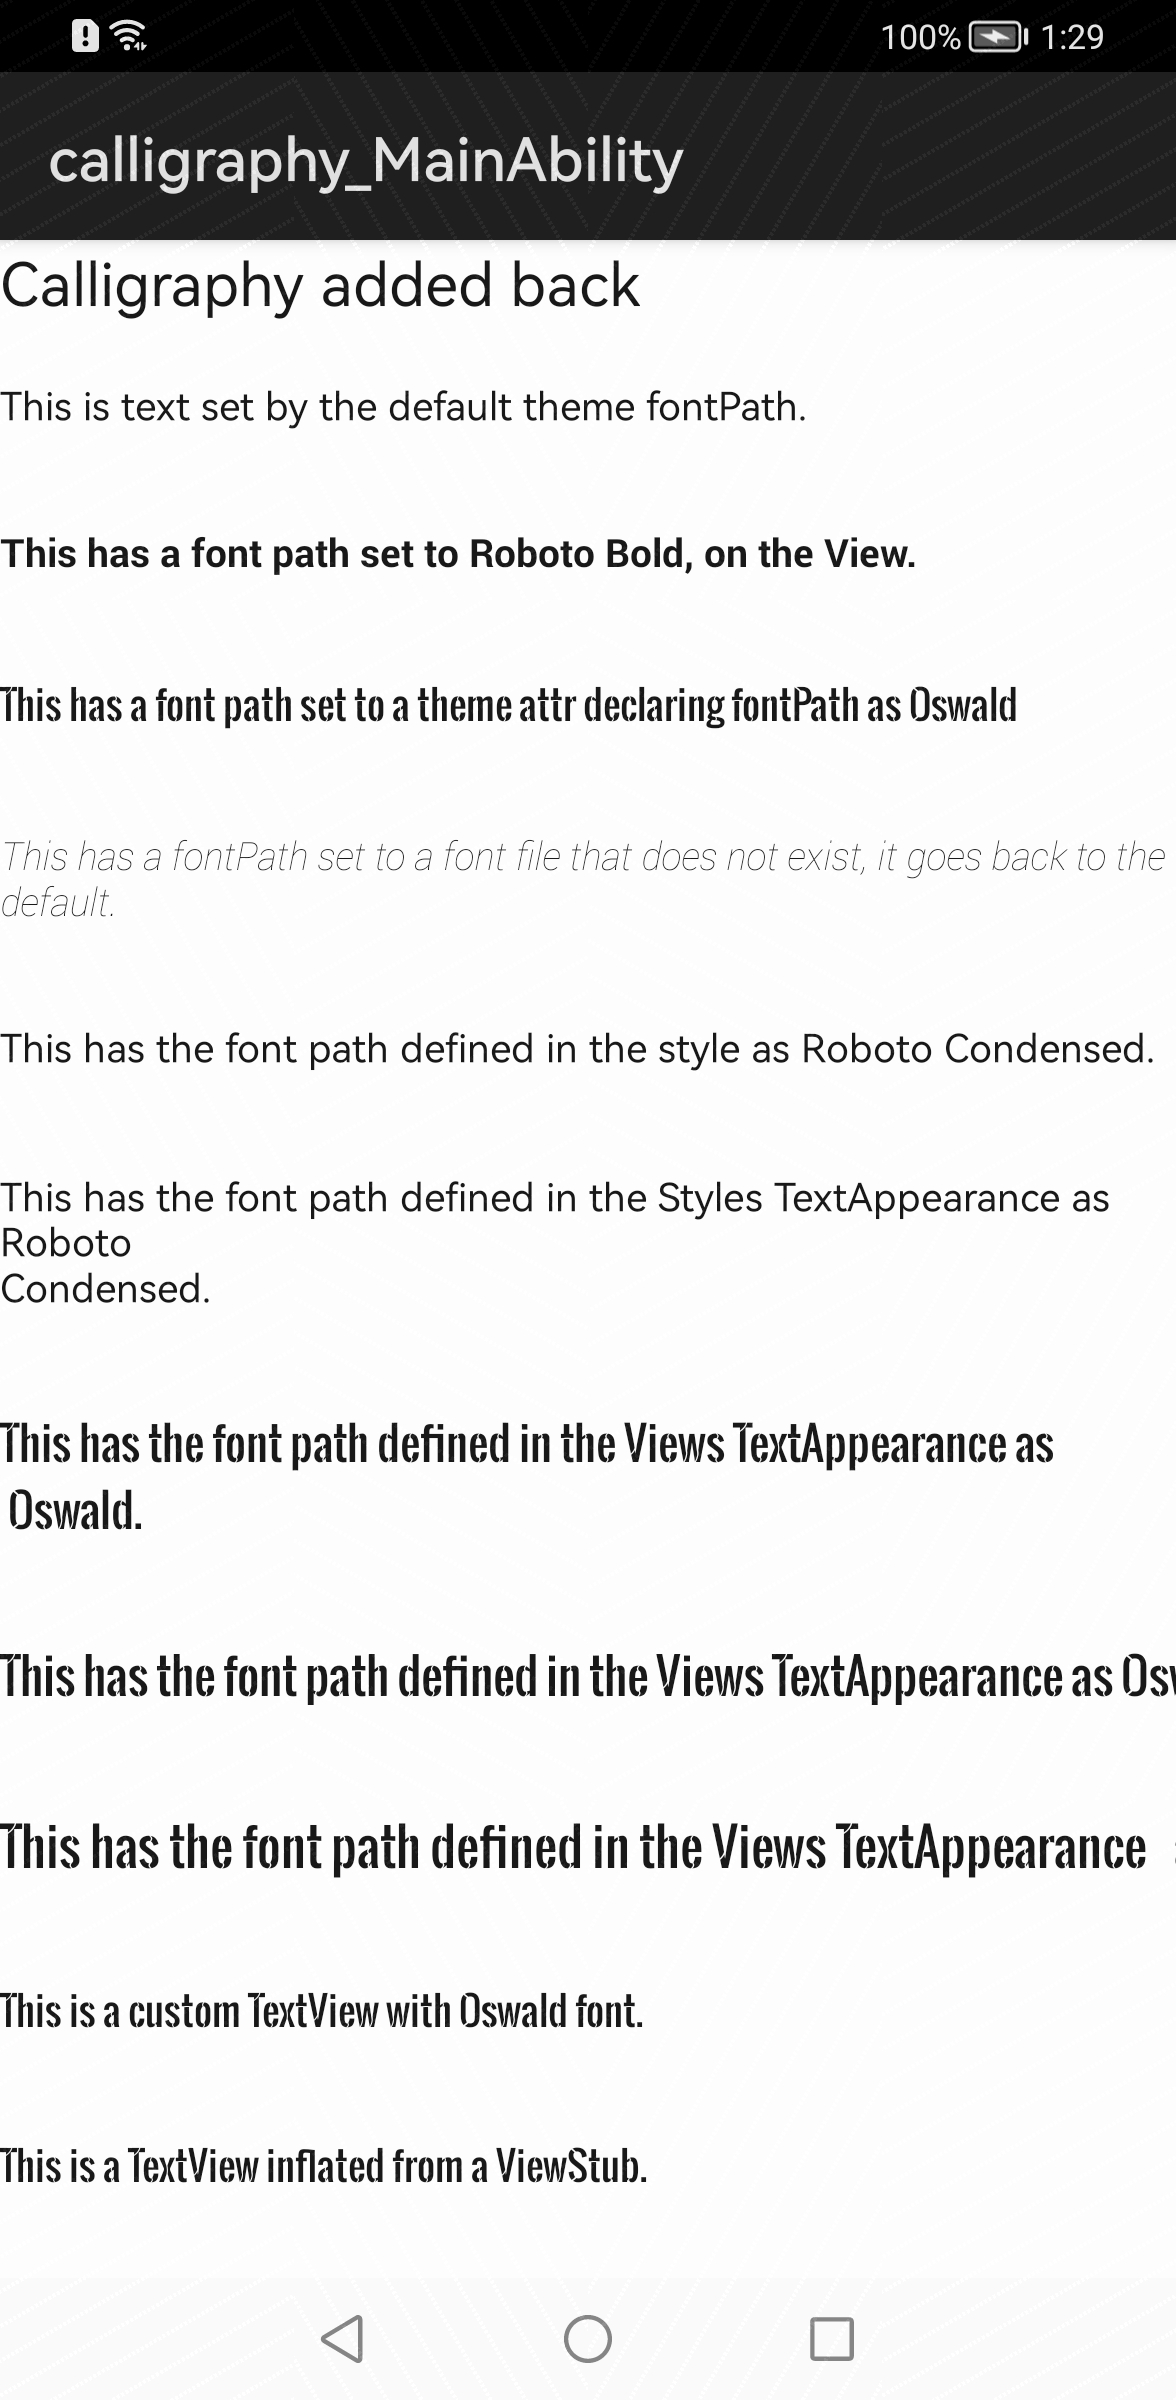 100% 1:29
calligraphy_MainAbility
Calligraphy added back
This is text set by the default theme fontPath.
This has a font path set to Roboto Bold, on the View.
This has a font path set to a theme attr declaring fontPath as Oswald
This has a fontPath set to a font file that does not exist, it goes back to the
default.
This has the font path defined in the style as Roboto Condensed.
This has the font path defined in the Styles TextAppearance as
Roboto
Condensed.
This has the font path defined in the Views TextAppearance as
Oswald.
This has the font path defined in the Views TextAppearance as
This has the font path defined in the Views TextAppearance
This is a custom TextView with Oswald font.
This is a TextView inflated from a ViewStub.